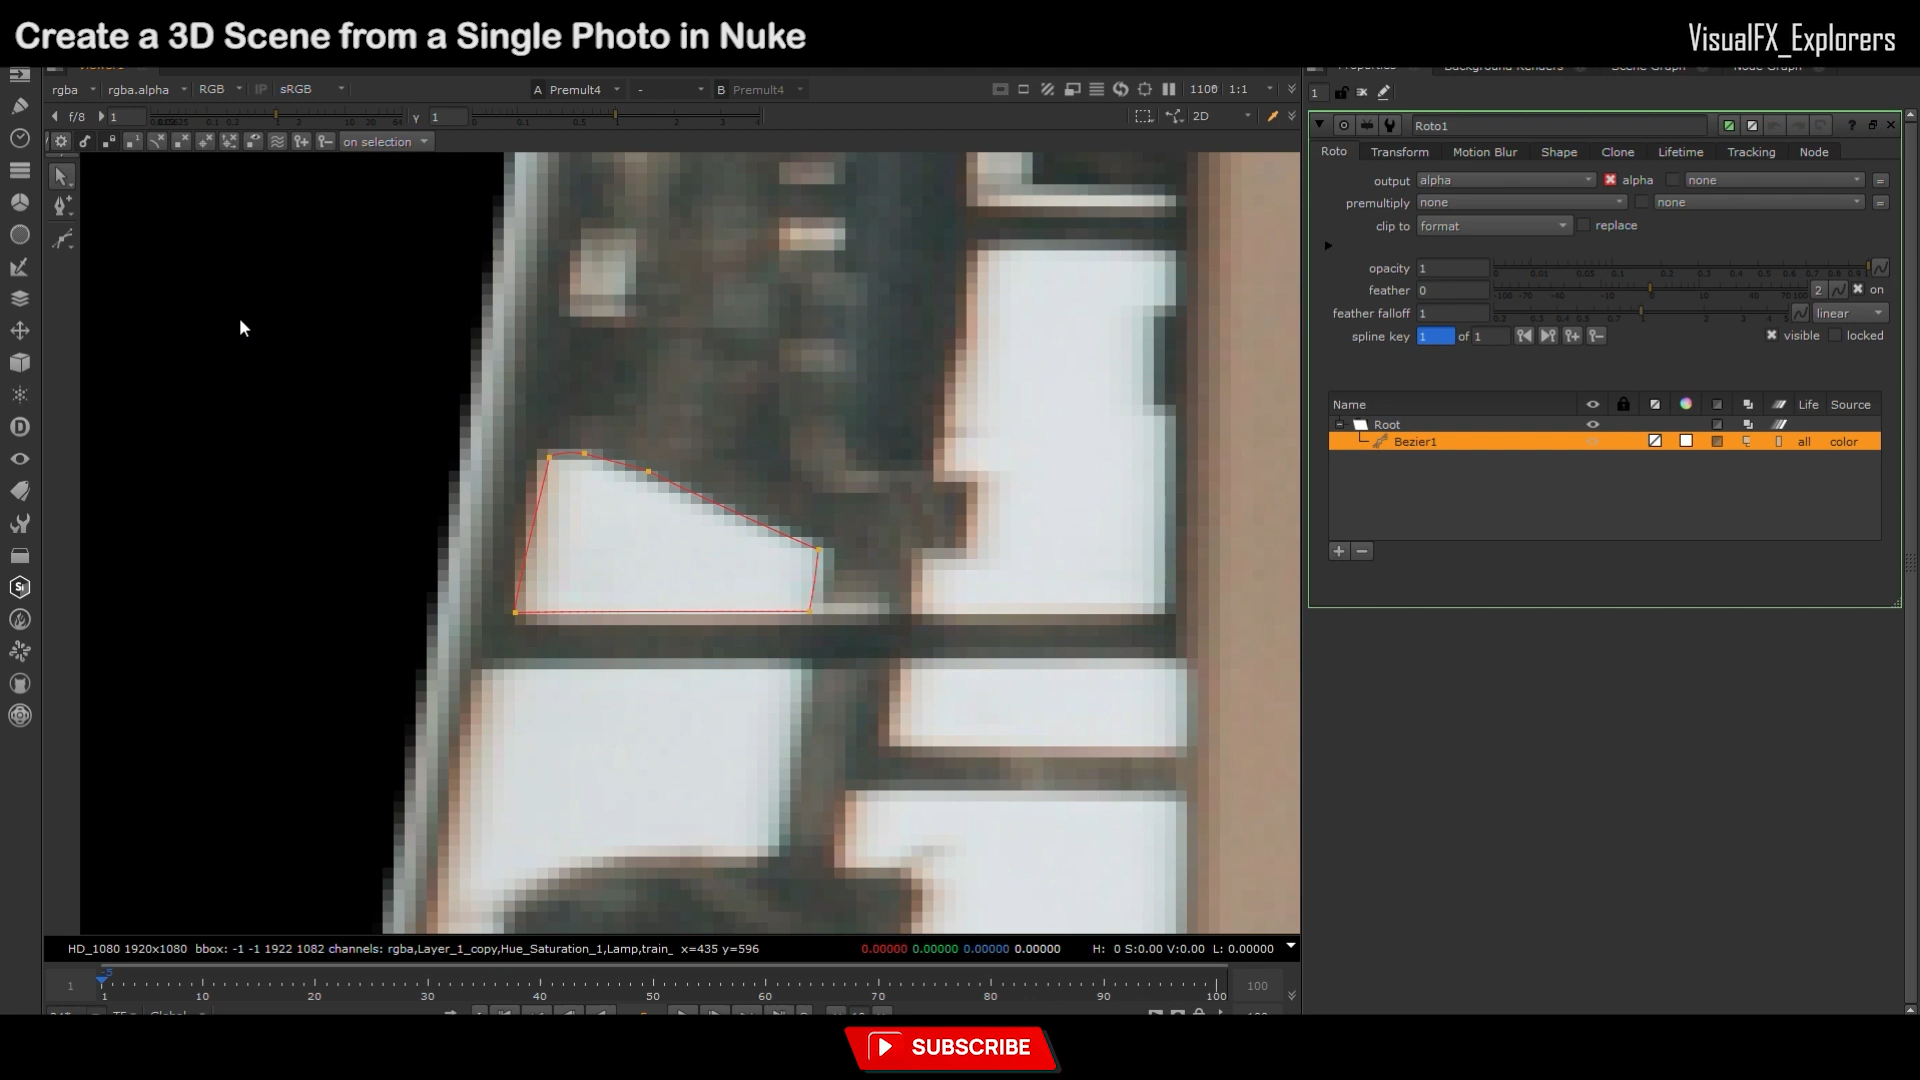 Create a 3D Scene from a Single Photo in Nuke
VisualFX_Explorers
rgba rgba.alpha RGB IP sRGB A Premult4 - B Premult4 1100 1:1
f/8 1 γ 1 2D
on selection
1
Roto1
Roto Transform Motion Blur Shape Clone Lifetime Tracking Node
output alpha alpha none
premultiply none none
clip to format replace
opacity 1
feather 0 2 on
feather falloff 1 linear
spline key 1 of 1 visible locked
Name Life Source
Root
Bezier1 all color
HD_1080 1920x1080 bbox: -1 -1 1922 1082 channels: rgba,Layer_1_copy,Hue_Saturation_1,Lamp,train_ x=435 y=596 0.00000 0.00000 0.00000 0.00000 H: 0 S:0.00 V:0.00 L: 0.00000
-5
1 100
1 10 20 30 40 50 60 70 80 90 100
SUBSCRIBE